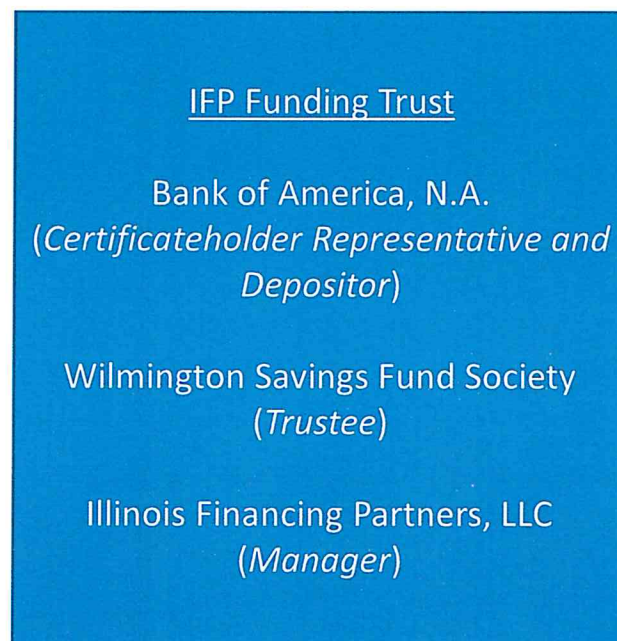 IFP Funding Trust
Bank of America, N.A.
(Certificateholder Representative and
Depositor)
Wilmington Savings Fund Society
(Trustee)
Illinois Financing Partners, LLC
(Manager)